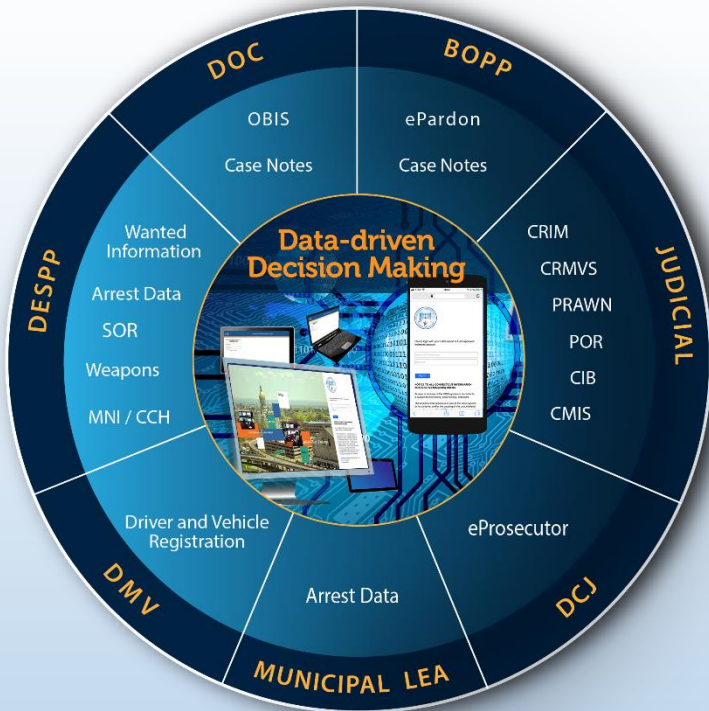 DOC
BOPP
JUDICIAL
DCJ
MUNICIPAL LEA
DMV
DESPP
OBIS
Case Notes
ePardon
Case Notes
CRIM
CRMVS
PRAWN
POR
CIB
CMIS
eProsecutor
Arrest Data
Driver and Vehicle
Registration
Wanted
Information
Arrest Data
SOR
Weapons
MNI / CCH
Data-driven
Decision Making